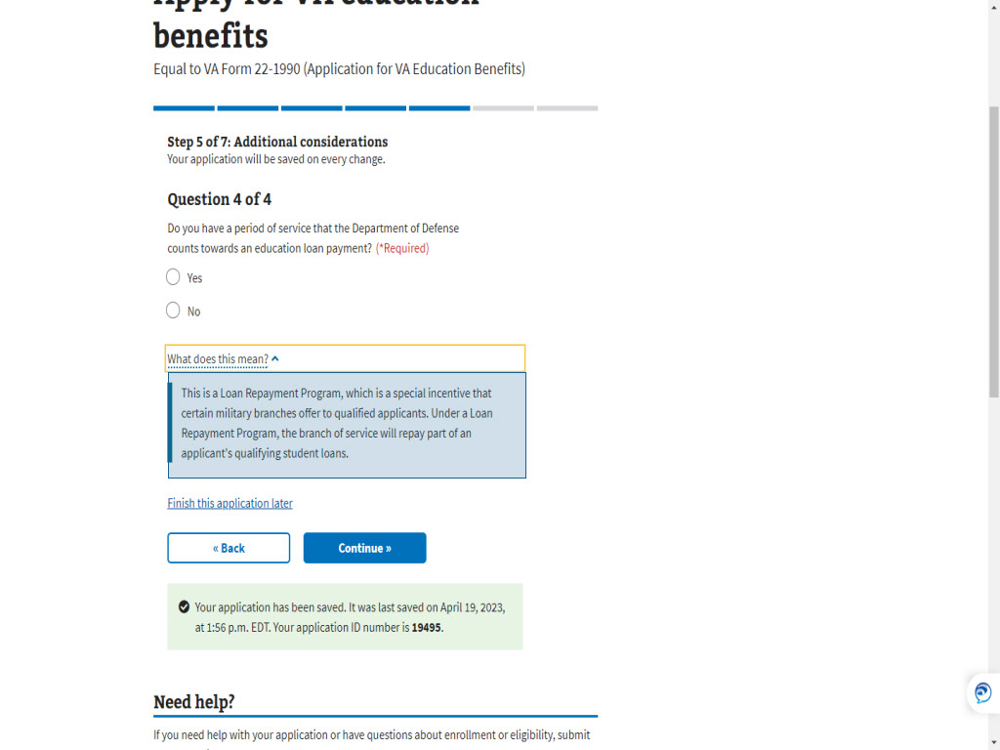 Apply for VA education
benefits
Equal to VA Form 22-1990 (Application for VA Education Benefits)
Step 5 of 7: Additional considerations
Your application will be saved on every change.
Question 4 of 4
Do you have a period of service that the Department of Defense
counts towards an education loan payment? (*Required)
Yes
No
What does this mean?
This is a Loan Repayment Program, which is a special incentive that
certain military branches offer to qualified applicants. Under a Loan
Repayment Program, the branch of service will repay part of an
applicant's qualifying student loans.
Finish this application later
« Back
Continue »
Your application has been saved. It was last saved on April 19, 2023,
at 1:56 p.m. EDT. Your application ID number is 19495.
Need help?
If you need help with your application or have questions about enrollment or eligibility, submit